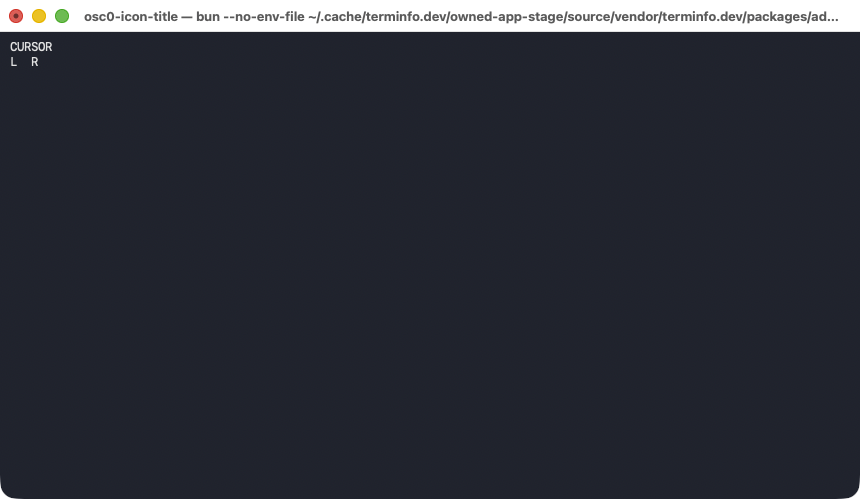 osc0-icon-title — bun --no-env-file ~/.cache/terminfo.dev/owned-app-stage/source/vendor/terminfo.dev/packages/ad...
CURSOR
L  R